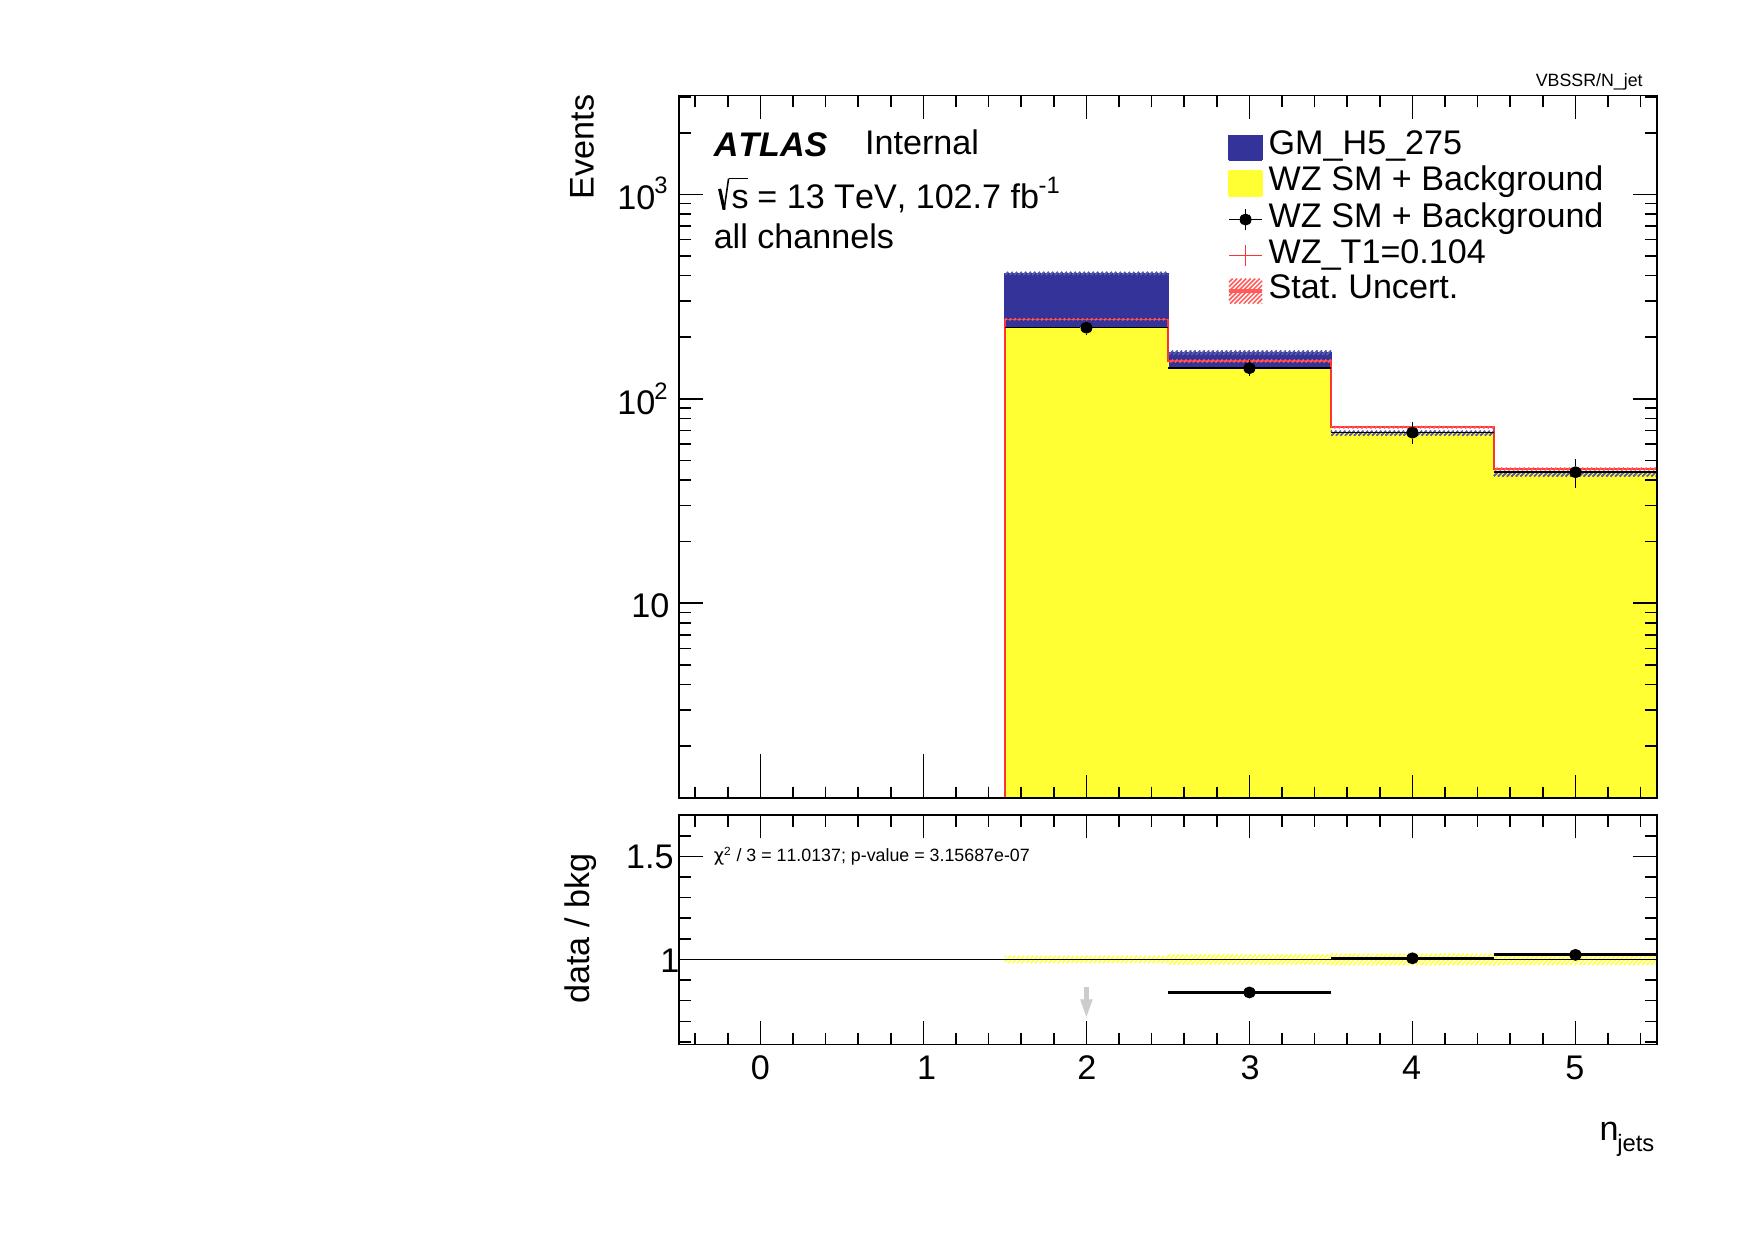 VBSSR/N_jet
Events
ATLAS Internal
√s = 13 TeV, 102.7 fb⁻¹
all channels
GM_H5_275
WZ SM + Background
WZ SM + Background
WZ_T1=0.104
Stat. Uncert.
10³
10²
10
data / bkg
χ² / 3 = 11.0137; p-value = 3.15687e-07
1.5
1
0 1 2 3 4 5
n_jets